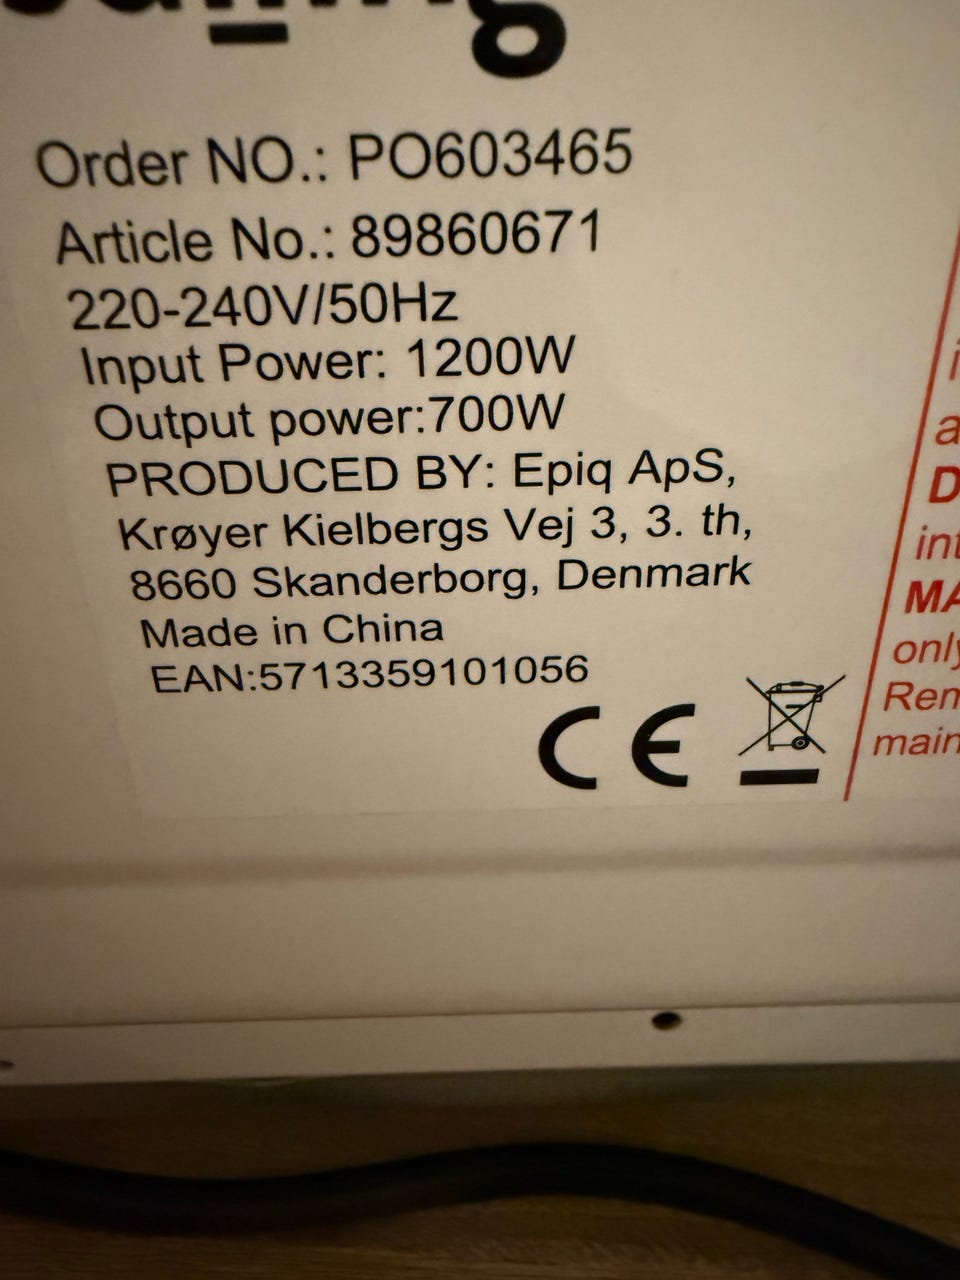 Order NO.: PO603465
Article No.: 89860671
220-240V/50Hz
Input Power: 1200W
Output power:700W
PRODUCED BY: Epiq ApS,
Krøyer Kielbergs Vej 3, 3. th,
8660 Skanderborg, Denmark
Made in China
EAN:5713359101056
CE
only